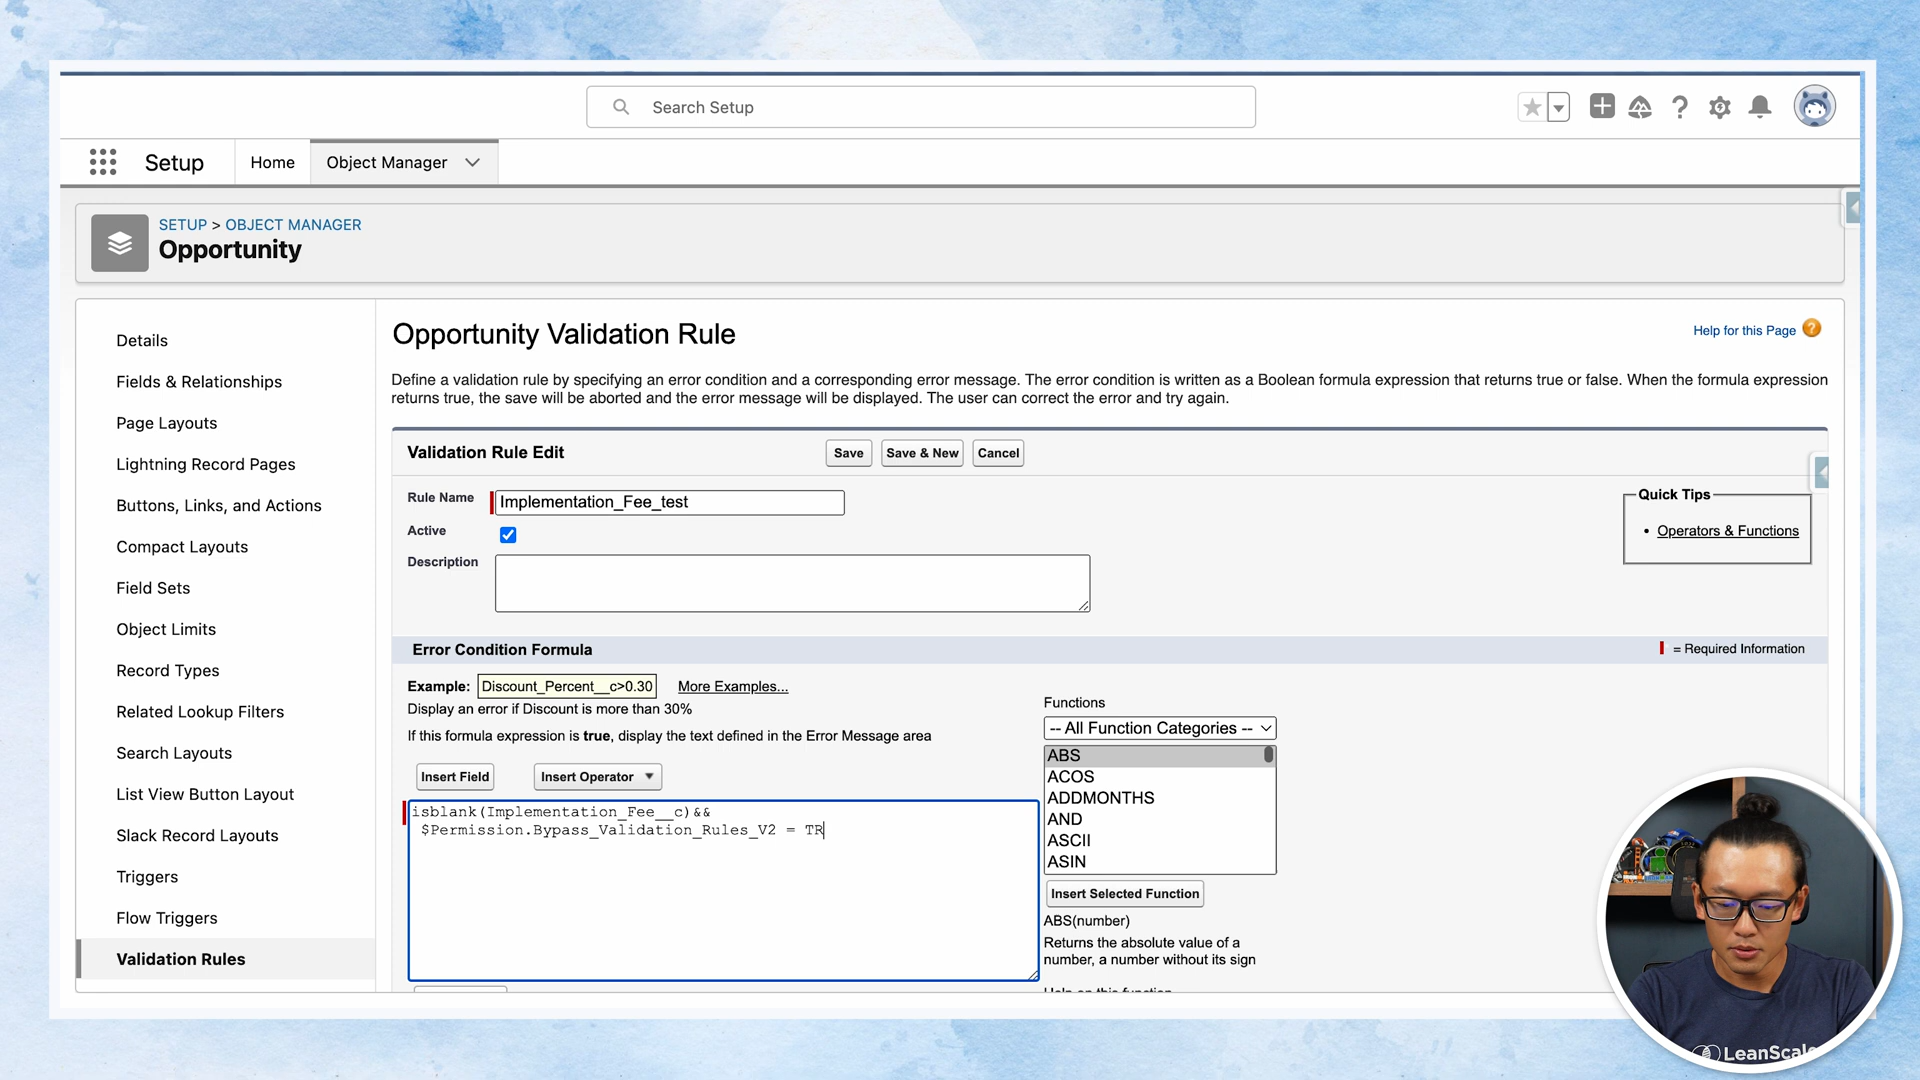 Search Setup
Setup
Home
Object Manager
SETUP > OBJECT MANAGER
Opportunity
Details
Fields & Relationships
Page Layouts
Lightning Record Pages
Buttons, Links, and Actions
Compact Layouts
Field Sets
Object Limits
Record Types
Related Lookup Filters
Search Layouts
List View Button Layout
Slack Record Layouts
Triggers
Flow Triggers
Validation Rules
Opportunity Validation Rule
Help for this Page ?
Define a validation rule by specifying an error condition and a corresponding error message. The error condition is written as a Boolean formula expression that returns true or false. When the formula expression
returns true, the save will be aborted and the error message will be displayed. The user can correct the error and try again.
Validation Rule Edit
Save
Save & New
Cancel
Rule Name
Implementation_Fee_test
Active
Description
Quick Tips
• Operators & Functions
Error Condition Formula
= Required Information
Example:
Discount_Percent__c>0.30
More Examples...
Display an error if Discount is more than 30%
If this formula expression is true, display the text defined in the Error Message area
Insert Field
Insert Operator
isblank(Implementation_Fee__c)&&
$Permission.Bypass_Validation_Rules_V2 = TR
Functions
-- All Function Categories --
ABS
ACOS
ADDMONTHS
AND
ASCII
ASIN
Insert Selected Function
ABS(number)
Returns the absolute value of a
number, a number without its sign
Help on this function
LeanScale